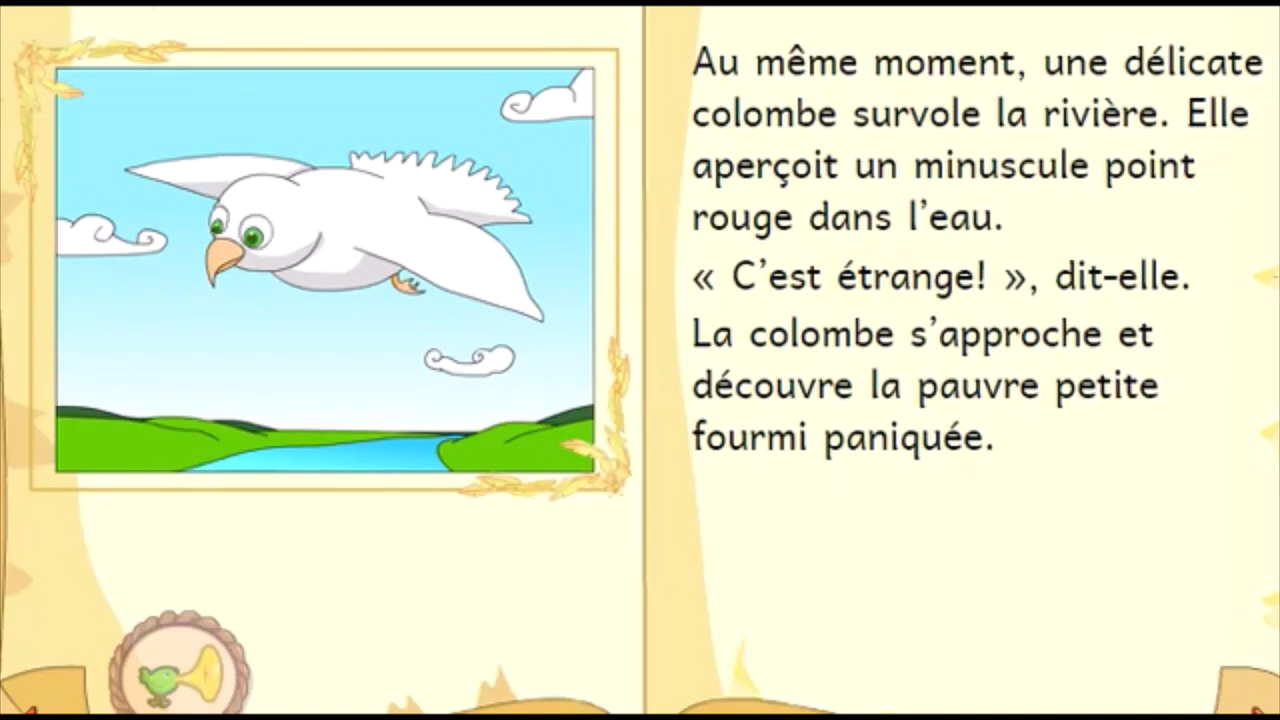 Au même moment, une délicate
colombe survole la rivière. Elle
aperçoit un minuscule point
rouge dans l'eau.
« C'est étrange! », dit-elle.
La colombe s'approche et
découvre la pauvre petite
fourmi paniquée.